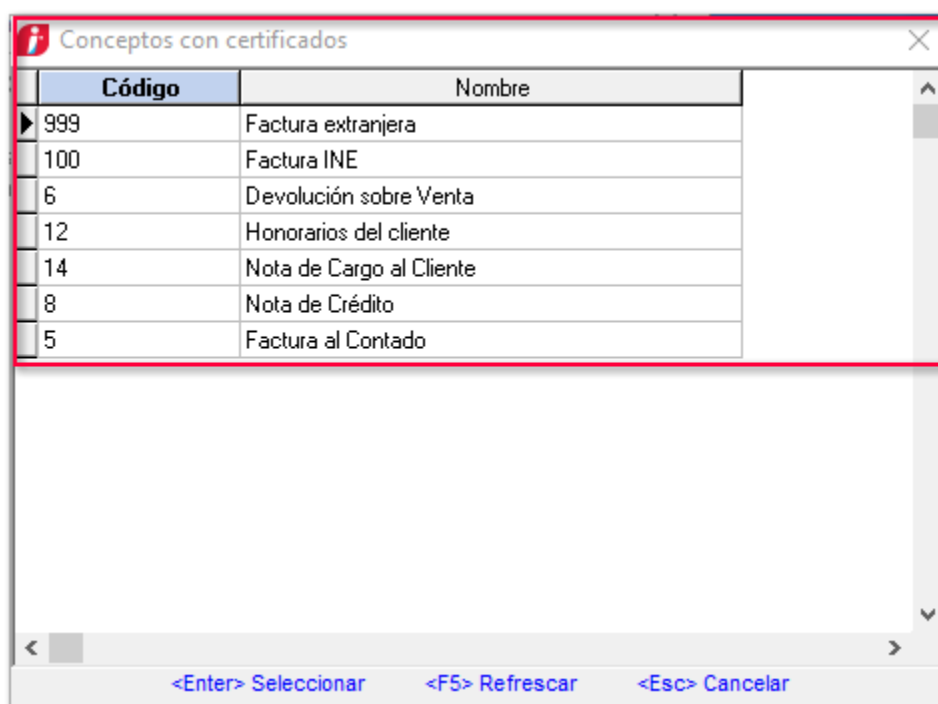 Conceptos con certificados
Código Nombre
999 Factura extranjera
100 Factura INE
6 Devolución sobre Venta
12 Honorarios del cliente
14 Nota de Cargo al Cliente
8 Nota de Crédito
5 Factura al Contado
<Enter> Seleccionar <F5> Refrescar <Esc> Cancelar